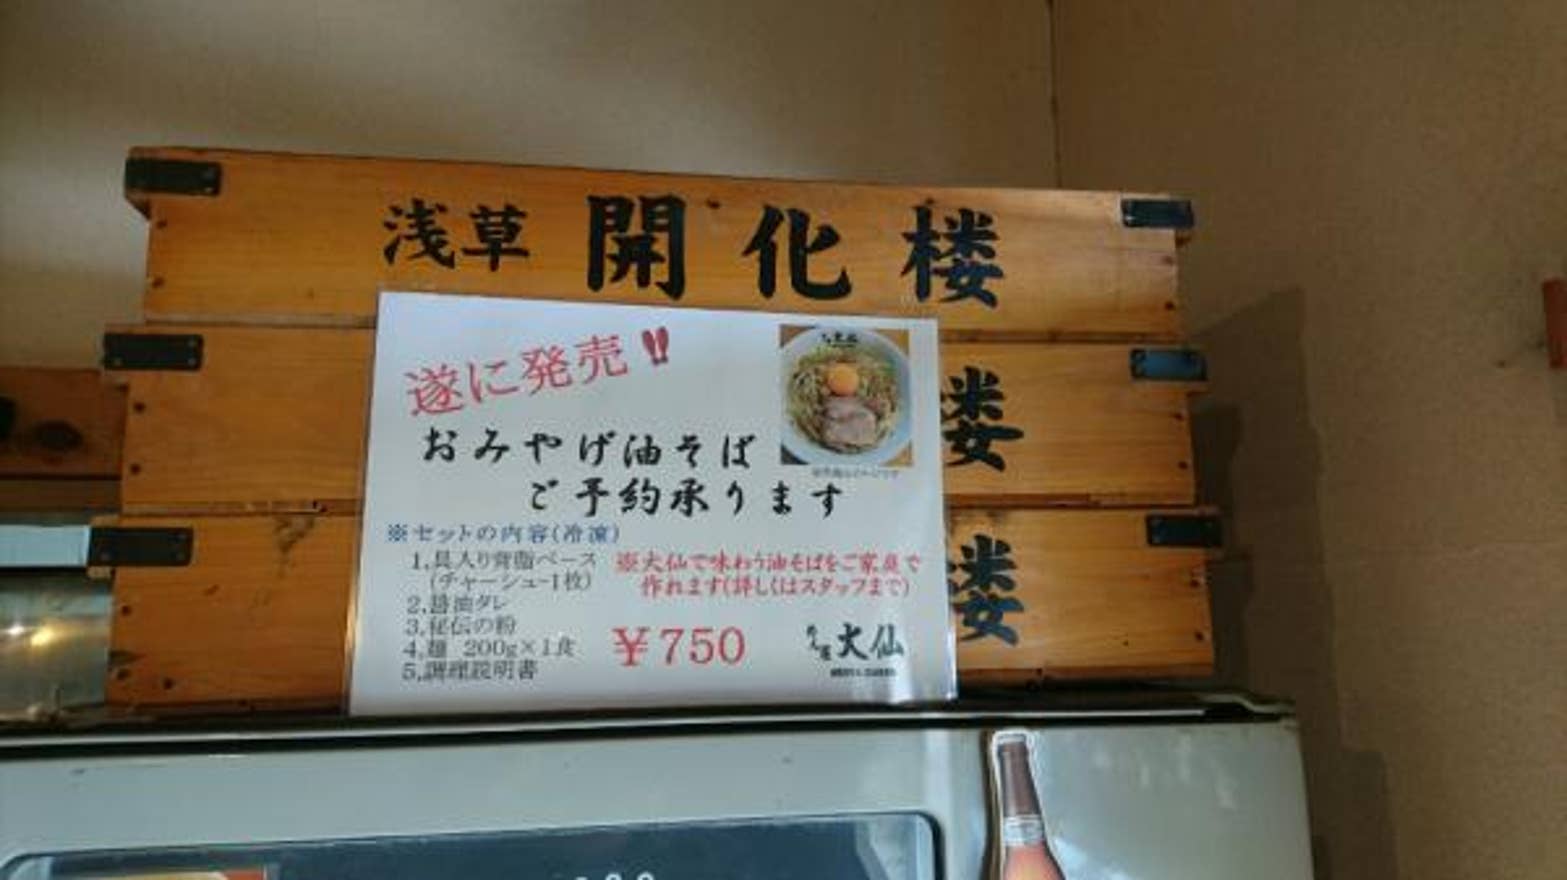 浅草 開化楼
遂に発売!!
おみやげ油そば
ご予約承ります
※セットの内容(冷凍)
1,具入り背脂ベース
(チャーシュー1枚)
2,醤油ダレ
3,秘伝の粉
4,麺 200g×1食
5,調理説明書
※大仙で味わう油そばをご家庭で
作れます(詳しくはスタッフまで)
¥750
大仙
楼
楼